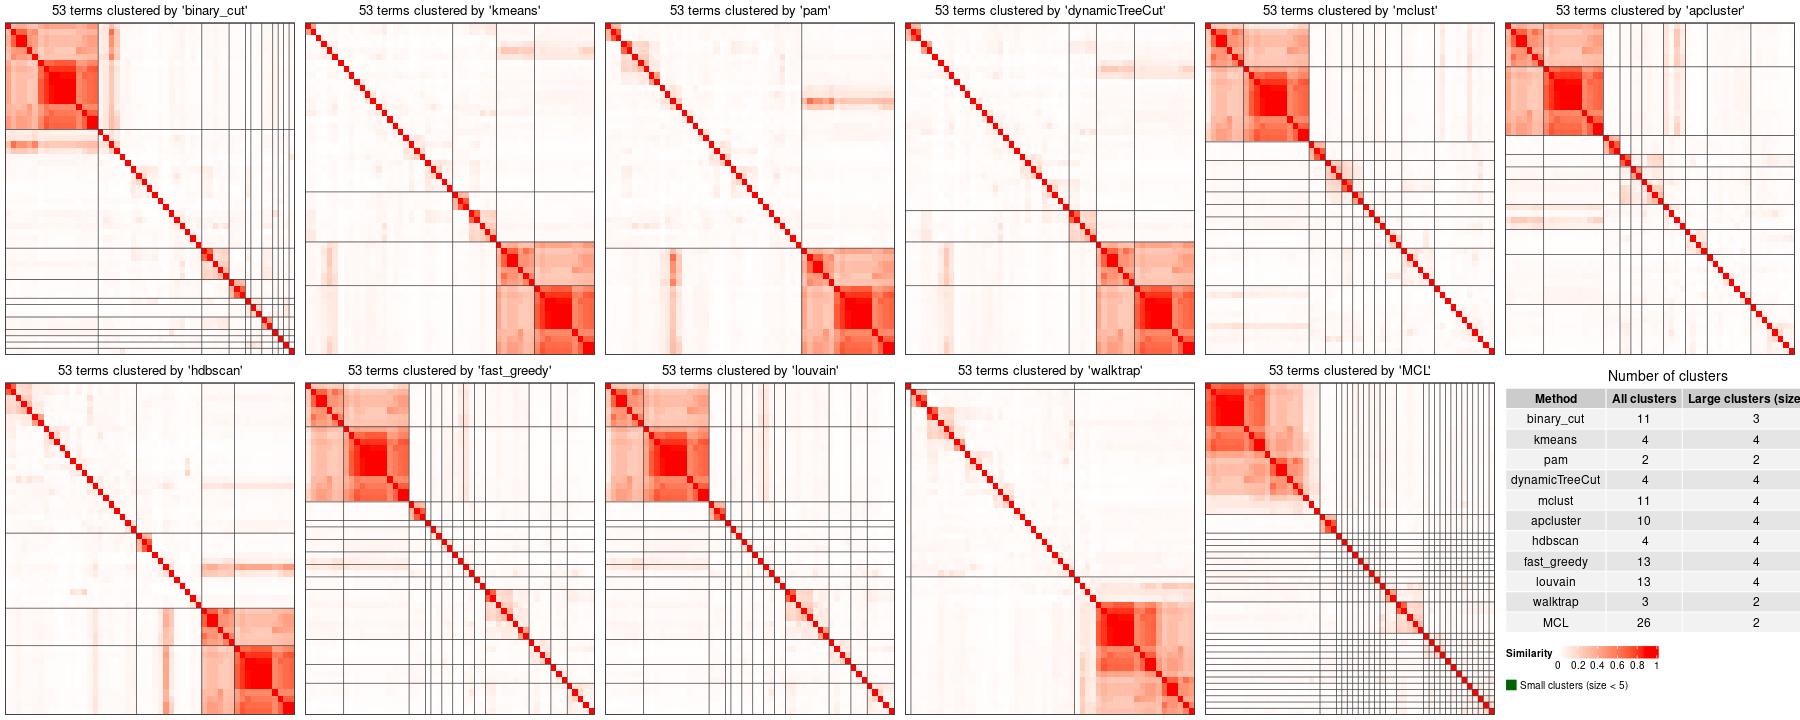 53 terms clustered by 'binary_cut'
53 terms clustered by 'kmeans'
53 terms clustered by 'pam'
53 terms clustered by 'dynamicTreeCut'
53 terms clustered by 'mclust'
53 terms clustered by 'apcluster'
53 terms clustered by 'hdbscan'
53 terms clustered by 'fast_greedy'
53 terms clustered by 'louvain'
53 terms clustered by 'walktrap'
53 terms clustered by 'MCL'
Number of clusters
Method All clusters Large clusters (size
binary_cut 11 3
kmeans 4 4
pam 2 2
dynamicTreeCut 4 4
mclust 11 4
apcluster 10 4
hdbscan 4 4
fast_greedy 13 4
louvain 13 4
walktrap 3 2
MCL 26 2
Similarity
0 0.2 0.4 0.6 0.8 1
Small clusters (size < 5)